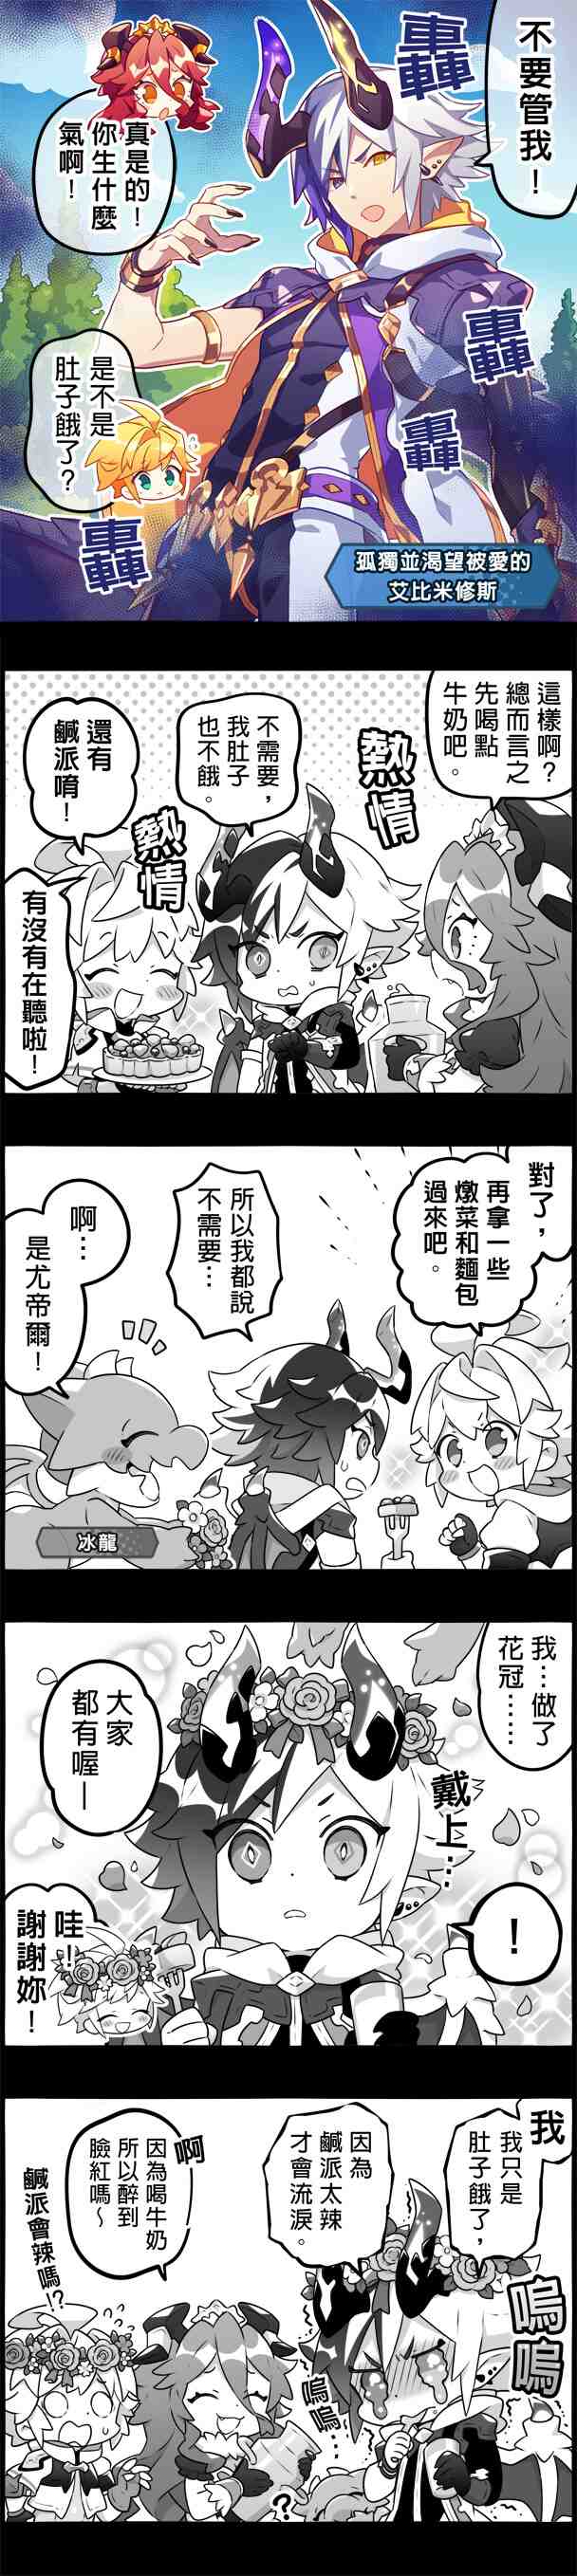 不要管我！
轟
真是的！
你生什麼
氣啊！
轟
是不是
肚子餓了？
轟
轟
孤獨並渴望被愛的
艾比米修斯
這樣啊？
總而言之
先喝點
牛奶吧。
熱情
不需要，
我肚子
也不餓。
還有
鹹派唷！
熱情
有沒有在聽啦！
對了，
再拿一些
燉菜和麵包
過來吧。
所以我都說
不需要…
啊…
是尤帝爾！
冰龍
我…做了
花冠……
戴上…
！
大家
都有喔ー
哇！
謝謝妳！
我
我只是
肚子餓了，
因為
鹹派太辣
才會流淚。
嗚嗚
嗚嗚…
啊
因為喝牛奶
所以醉到
臉紅嗎～
鹹派會辣嗎!?
?